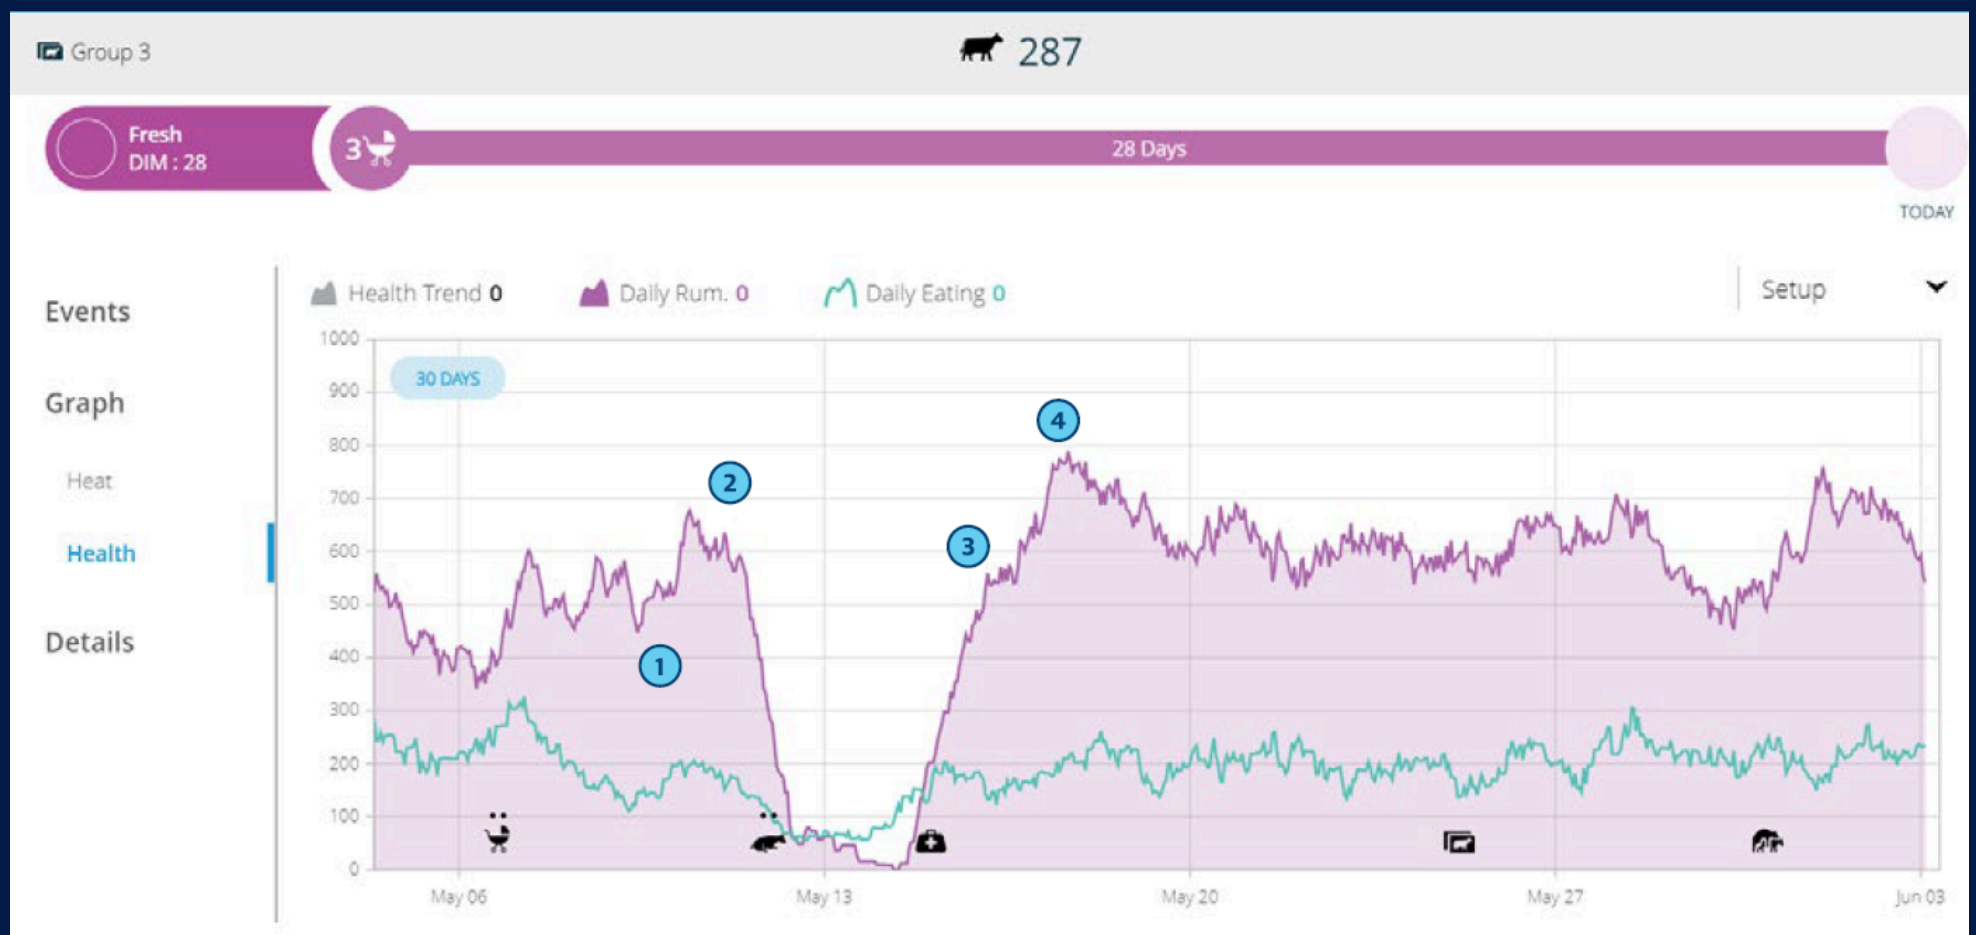 Group 3
287
Fresh
DIM : 28
3
28 Days
TODAY
Events
Graph
Heat
Health
Details
Health Trend 0
Daily Rum. 0
Daily Eating 0
Setup
30 DAYS
1000
900
800
700
600
500
400
300
200
100
0
1
2
3
4
May 06
May 13
May 20
May 27
Jun 03